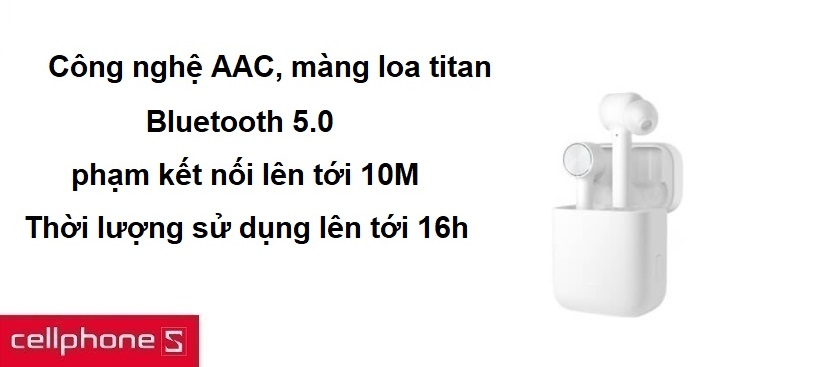 Công nghệ AAC, màng loa titan
Bluetooth 5.0
phạm kết nối lên tới 10M
Thời lượng sử dụng lên tới 16h
cellphone S